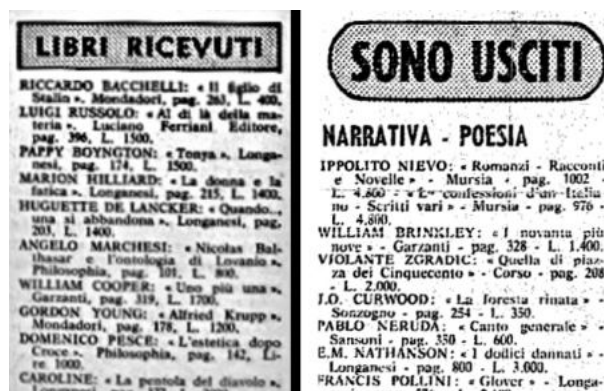 LIBRI RICEVUTI
RICCARDO BACCHELLI: « Il figlio di
Stalin ». Mondadori, pag. 263, L. 400.
LUIGI RUSSOLO: « Al di là della ma-
teria ». Luciano Ferriani Editore,
pag. 396, L. 1500.
PAPPY BOYNGTON: « Tonya ». Longa-
nesi, pag. 174, L. 1500.
MARION HILLIARD: « La donna e la
fatica ». Longanesi, pag. 215, L. 1400.
HUGUETTE DE LANCKER: « Quando...
una si abbandona ». Longanesi, pag.
203, L. 1400.
ANGELO MARCHESI: « Nicolas Bal-
thasar e l'ontologia di Lovanio ».
Philosophia, pag. 101, L. 800.
WILLIAM COOPER: « Uno più una ».
Garzanti, pag. 319, L. 1700.
GORDON YOUNG: « Alfried Krupp ».
Mondadori, pag. 178, L. 1200.
DOMENICO PESCE: « L'estetica dopo
Croce ». Philosophia, pag. 142, Li-
re 1000.
CAROLINE: « La pentola del diavolo ».
SONO USCITI
NARRATIVA - POESIA
IPPOLITO NIEVO: « Romanzi - Racconti
e Novelle » - Mursia - pag. 1002 -
L. 4.800 - « Le confessioni d'un Italia
no - Scritti vari » - Mursia - pag. 976 -
L. 4.800.
WILLIAM BRINKLEY: « I novanta più
nove » - Garzanti - pag. 328 - L. 1.400.
VIOLANTE ZGRADIC: « Quella di piaz-
za dei Cinquecento » - Corso - pag. 208
- L. 2.000.
J.O. CURWOOD: « La foresta rinata » -
Sonzogno - pag. 254 - L. 350.
PABLO NERUDA: « Canto generale » -
Sansoni - pag. 350 - L. 600.
E.M. NATHANSON: « I dodici dannati » -
Longanesi - pag. 800 - L. 3.000.
FRANCIS POLLINI: « Glover » - Longa-